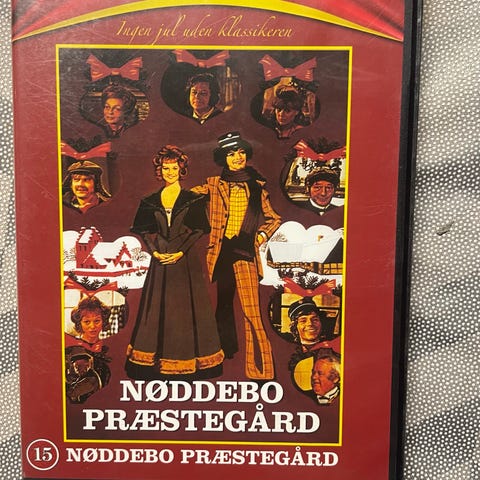 Ingen jul uden klassikeren
NØDDEBO
PRÆSTEGÅRD
15 NØDDEBO PRÆSTEGÅRD